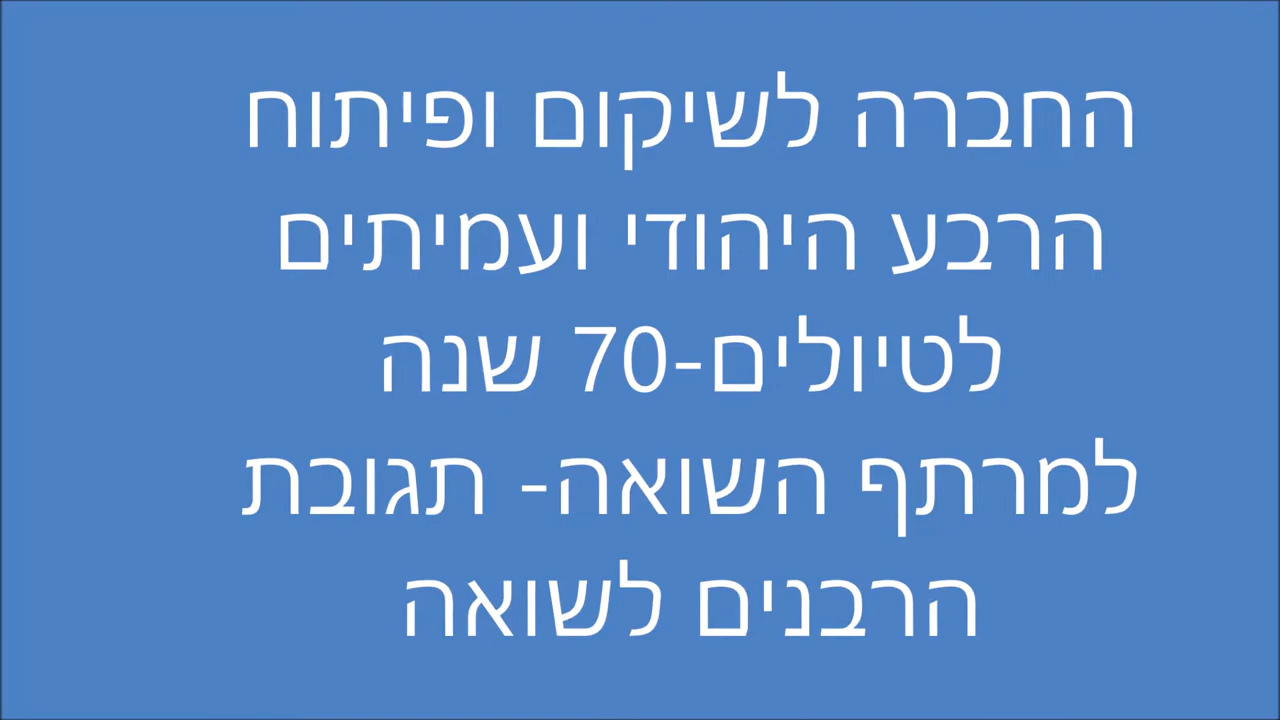 החברה לשיקום ופיתוח
הרבע היהודי ועמיתים
לטיולים-70 שנה
למרתף השואה- תגובת
הרבנים לשואה